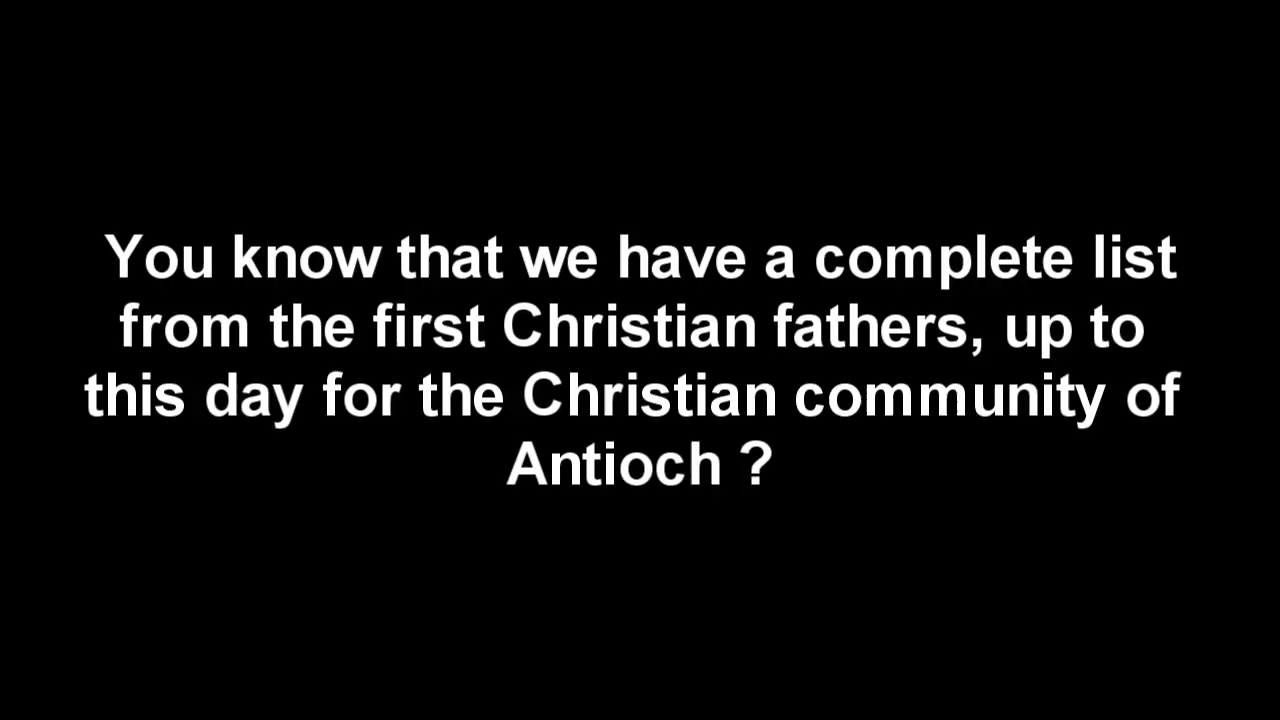 You know that we have a complete list
from the first Christian fathers, up to
this day for the Christian community of
Antioch ?